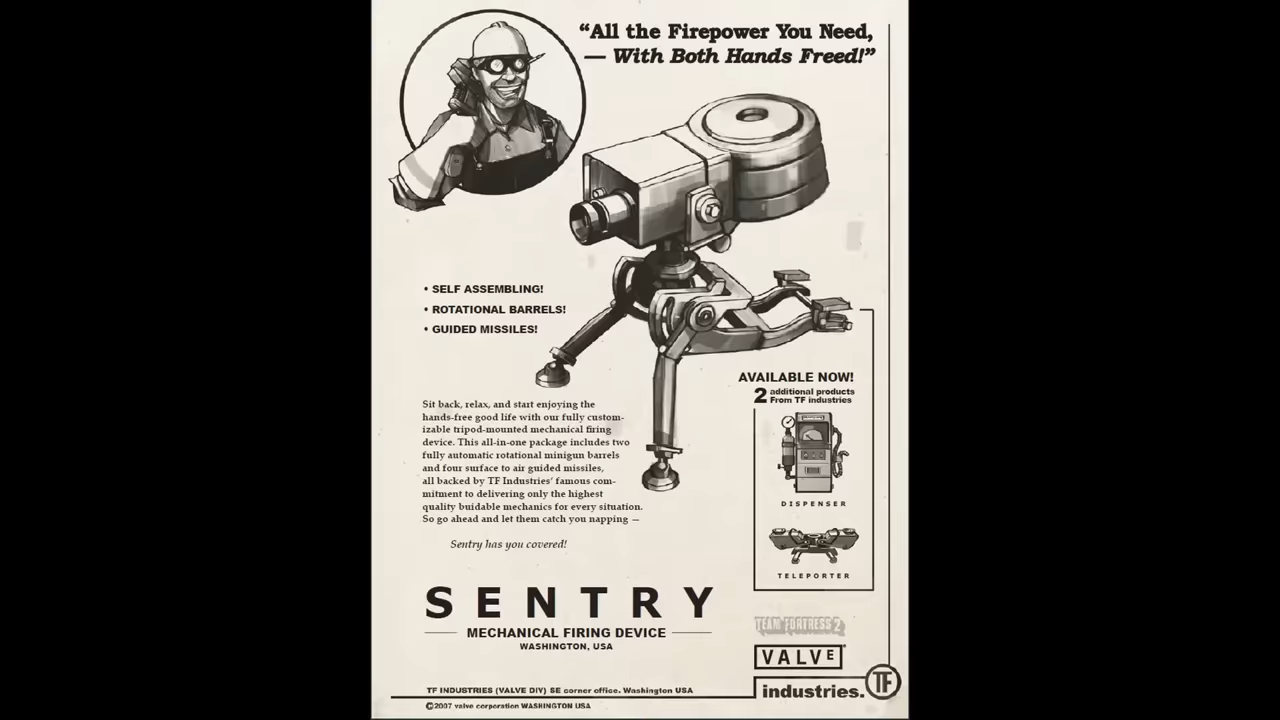 “All the Firepower You Need,
— With Both Hands Freed!”
• SELF ASSEMBLING!
• ROTATIONAL BARRELS!
• GUIDED MISSILES!
Sit back, relax, and start enjoying the
hands-free good life with our fully custom-
izable tripod-mounted mechanical firing
device. This all-in-one package includes two
fully automatic rotational minigun barrels
and four surface to air guided missiles,
all backed by TF Industries’ famous com-
mitment to delivering only the highest
quality buidable mechanics for every situation.
So go ahead and let them catch you napping —
Sentry has you covered!
AVAILABLE NOW!
2 additional products
From TF industries
DISPENSER
TELEPORTER
SENTRY
MECHANICAL FIRING DEVICE
WASHINGTON, USA
TEAM FORTRESS 2
VALVE
industries.
TF
TF INDUSTRIES (VALVE DIY) SE corner office. Washington USA
©2007 valve corporation WASHINGTON USA